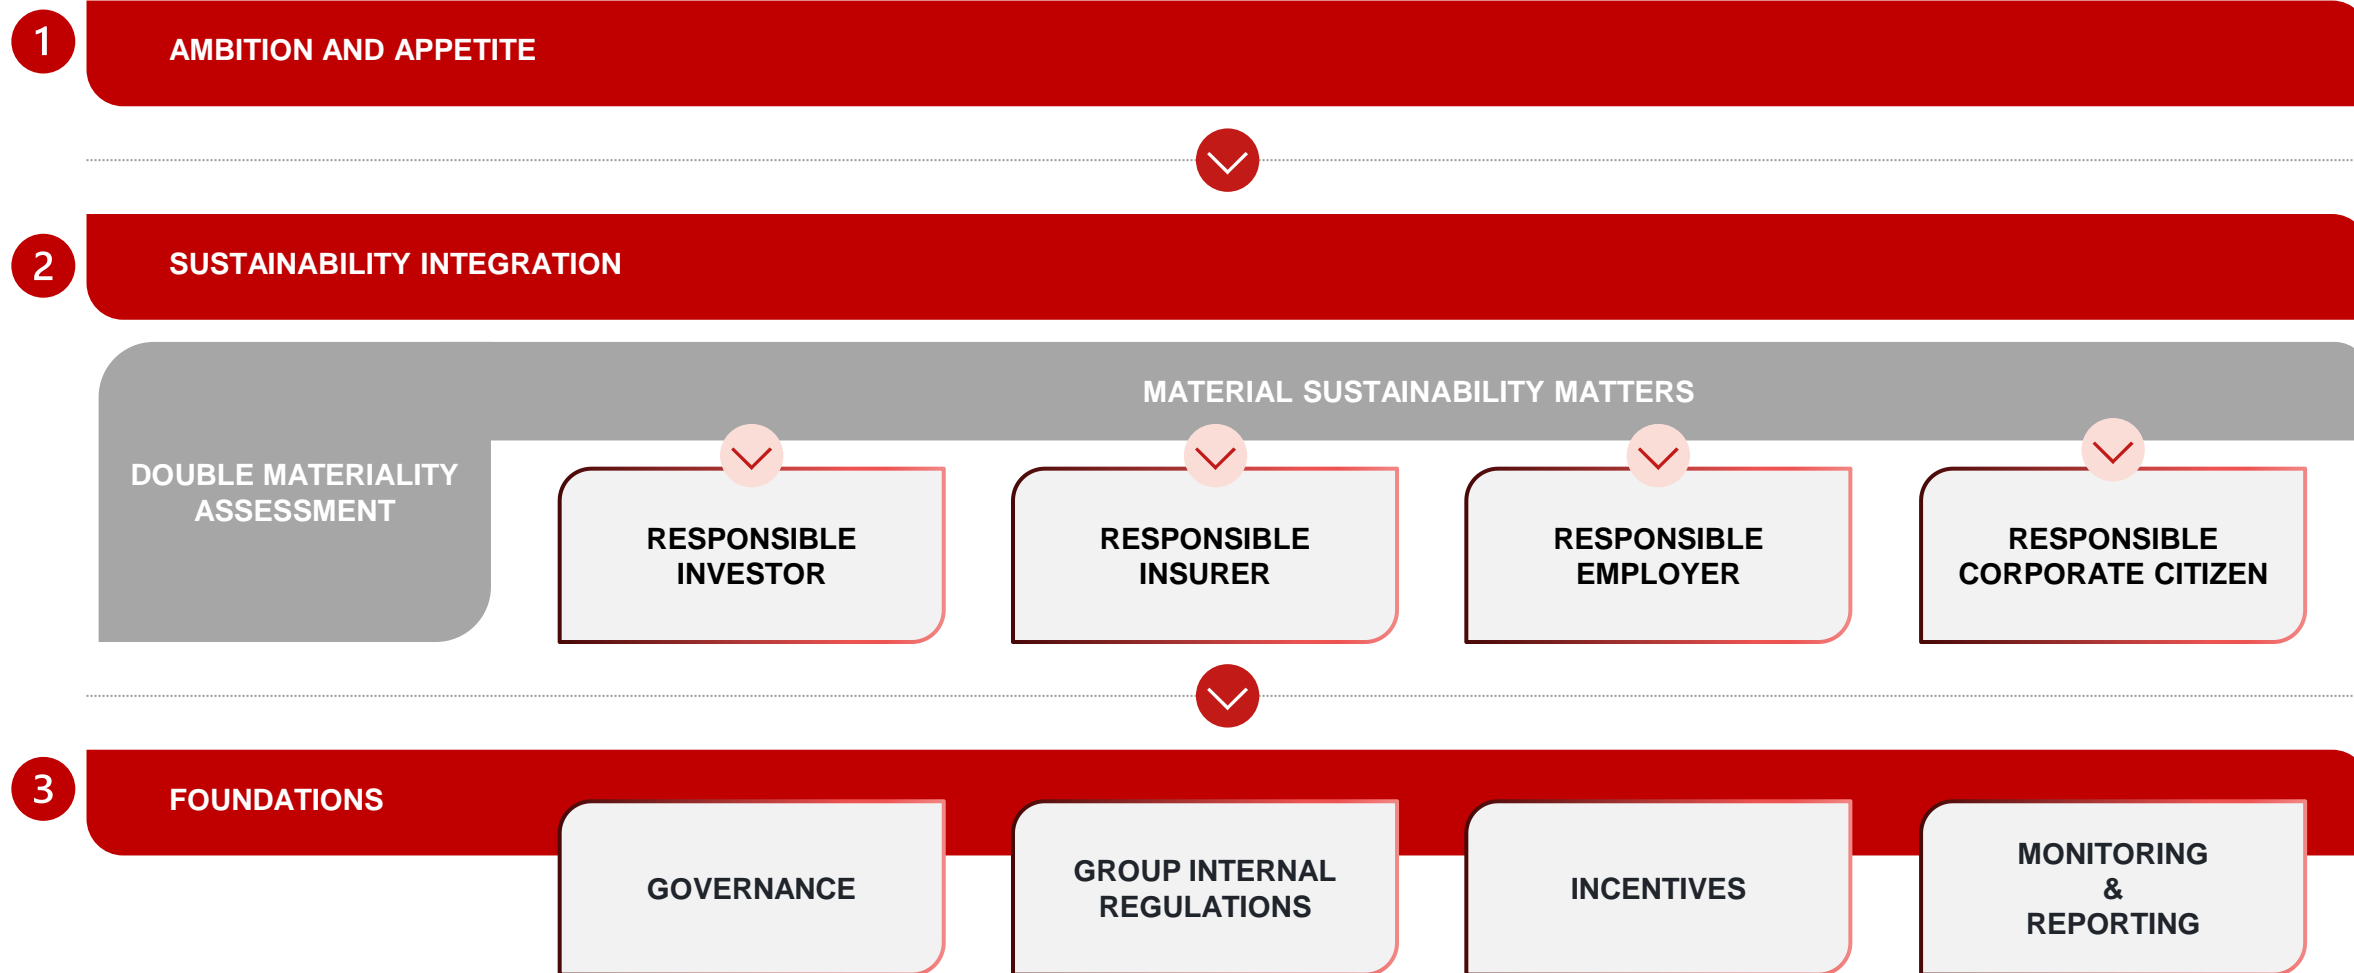 1
AMBITION AND APPETITE
2
SUSTAINABILITY INTEGRATION
MATERIAL SUSTAINABILITY MATTERS
DOUBLE MATERIALITY
ASSESSMENT
RESPONSIBLE
INVESTOR
RESPONSIBLE
INSURER
RESPONSIBLE
EMPLOYER
RESPONSIBLE
CORPORATE CITIZEN
3
FOUNDATIONS
GOVERNANCE
GROUP INTERNAL
REGULATIONS
INCENTIVES
MONITORING
&
REPORTING